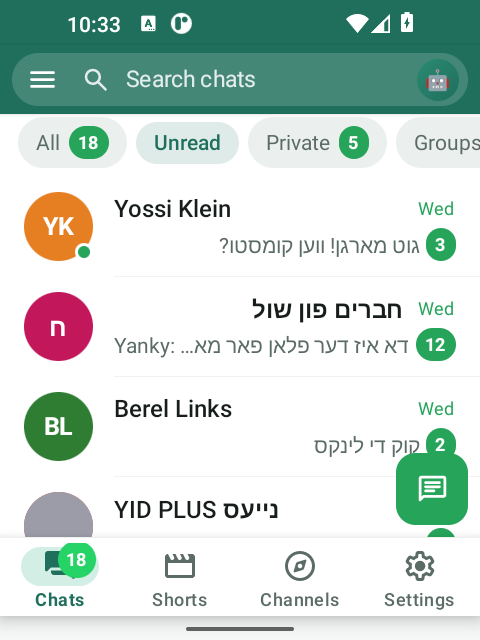 10:33
A
Search chats
All 18
Unread
Private 5
Groups
YK
Yossi Klein
Wed
גוט מארגן! ווען קומסטו?
3
ח
חברים פון שול
Wed
Yanky: דא איז דער פלאן פאר מא...
12
BL
Berel Links
Wed
קוק די לינקס
2
YID PLUS נייעס
18
Chats
Shorts
Channels
Settings